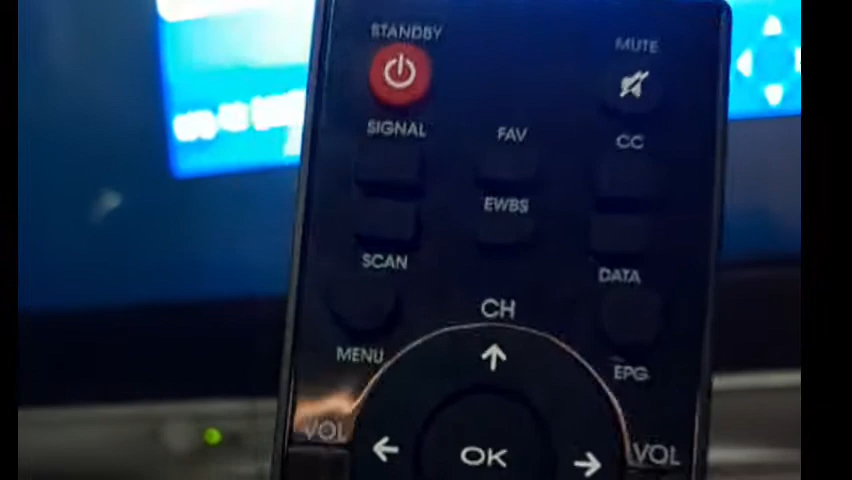 STANDBY
MUTE
SIGNAL
FAV
CC
EWBS
SCAN
DATA
CH
MENU
EPG
VOL
OK
VOL